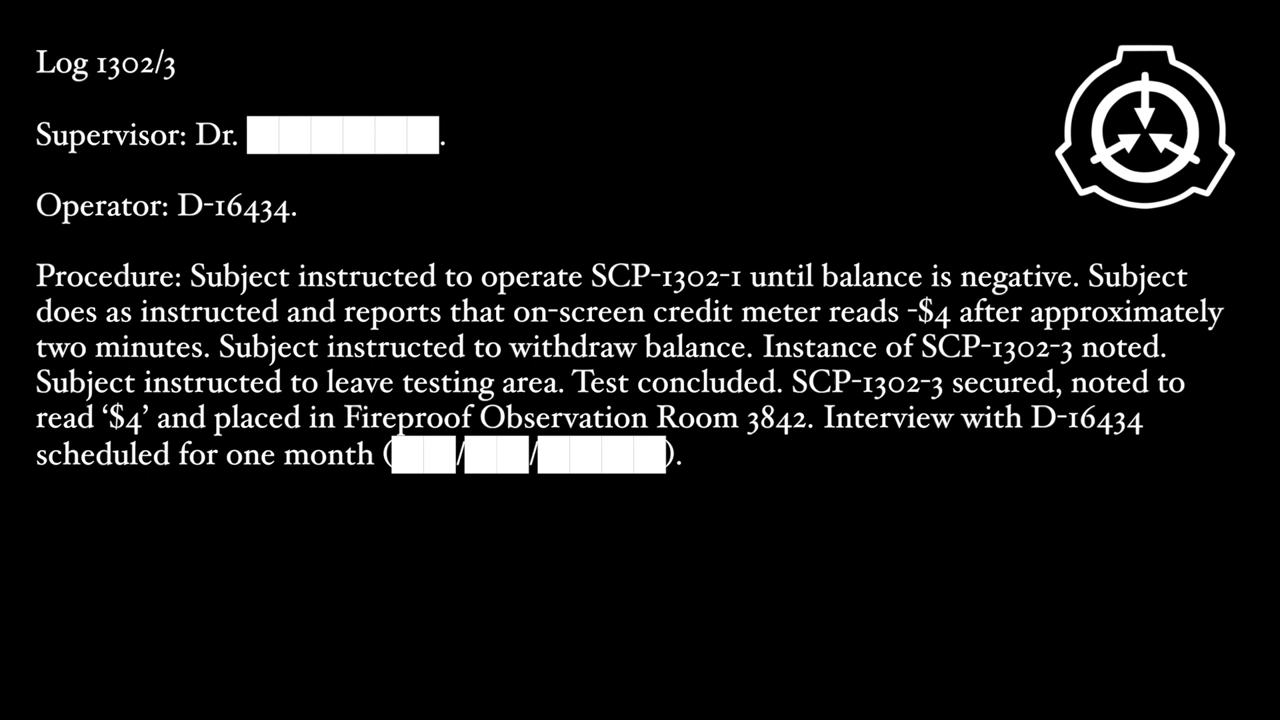 Log 1302/3
Supervisor: Dr. ██████.
Operator: D-16434.
Procedure: Subject instructed to operate SCP-1302-1 until balance is negative. Subject
does as instructed and reports that on-screen credit meter reads -$4 after approximately
two minutes. Subject instructed to withdraw balance. Instance of SCP-1302-3 noted.
Subject instructed to leave testing area. Test concluded. SCP-1302-3 secured, noted to
read ‘$4’ and placed in Fireproof Observation Room 3842. Interview with D-16434
scheduled for one month (██/██/████).